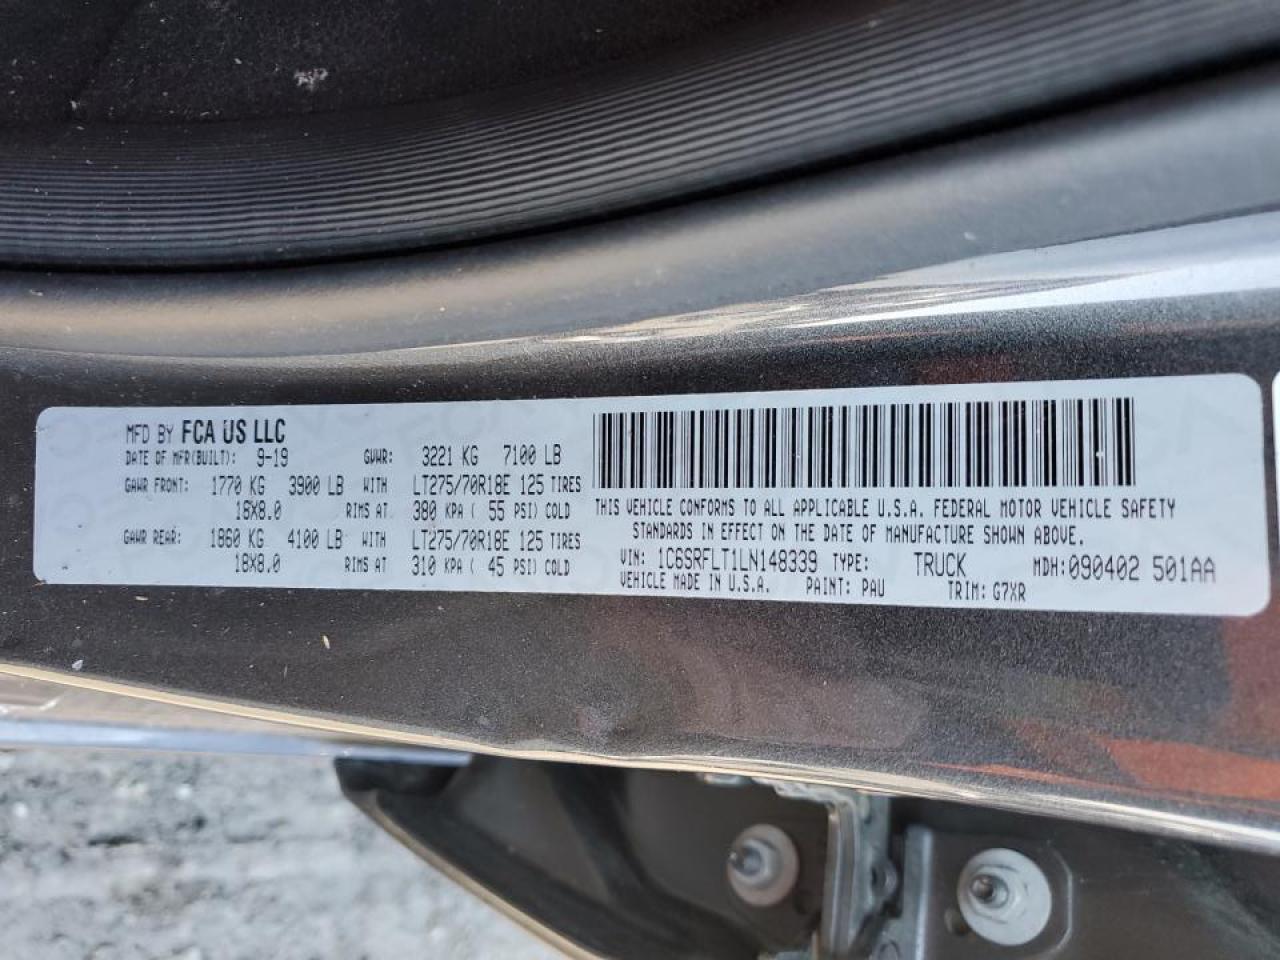 MFD BY FCA US LLC
DATE OF MFR(BUILT): 9-19 GVWR: 3221 KG 7100 LB
GAWR FRONT: 1770 KG 3900 LB WITH LT275/70R18E 125 TIRES
18X8.0 RIMS AT 380 KPA ( 55 PSI) COLD
GAWR REAR: 1860 KG 4100 LB WITH LT275/70R18E 125 TIRES
18X8.0 RIMS AT 310 KPA ( 45 PSI) COLD
THIS VEHICLE CONFORMS TO ALL APPLICABLE U.S.A. FEDERAL MOTOR VEHICLE SAFETY
STANDARDS IN EFFECT ON THE DATE OF MANUFACTURE SHOWN ABOVE.
VIN: 1C6SRFLT1LN148339 TYPE: TRUCK MDH:090402 501AA
VEHICLE MADE IN U.S.A. PAINT: PAU TRIM: G7XR